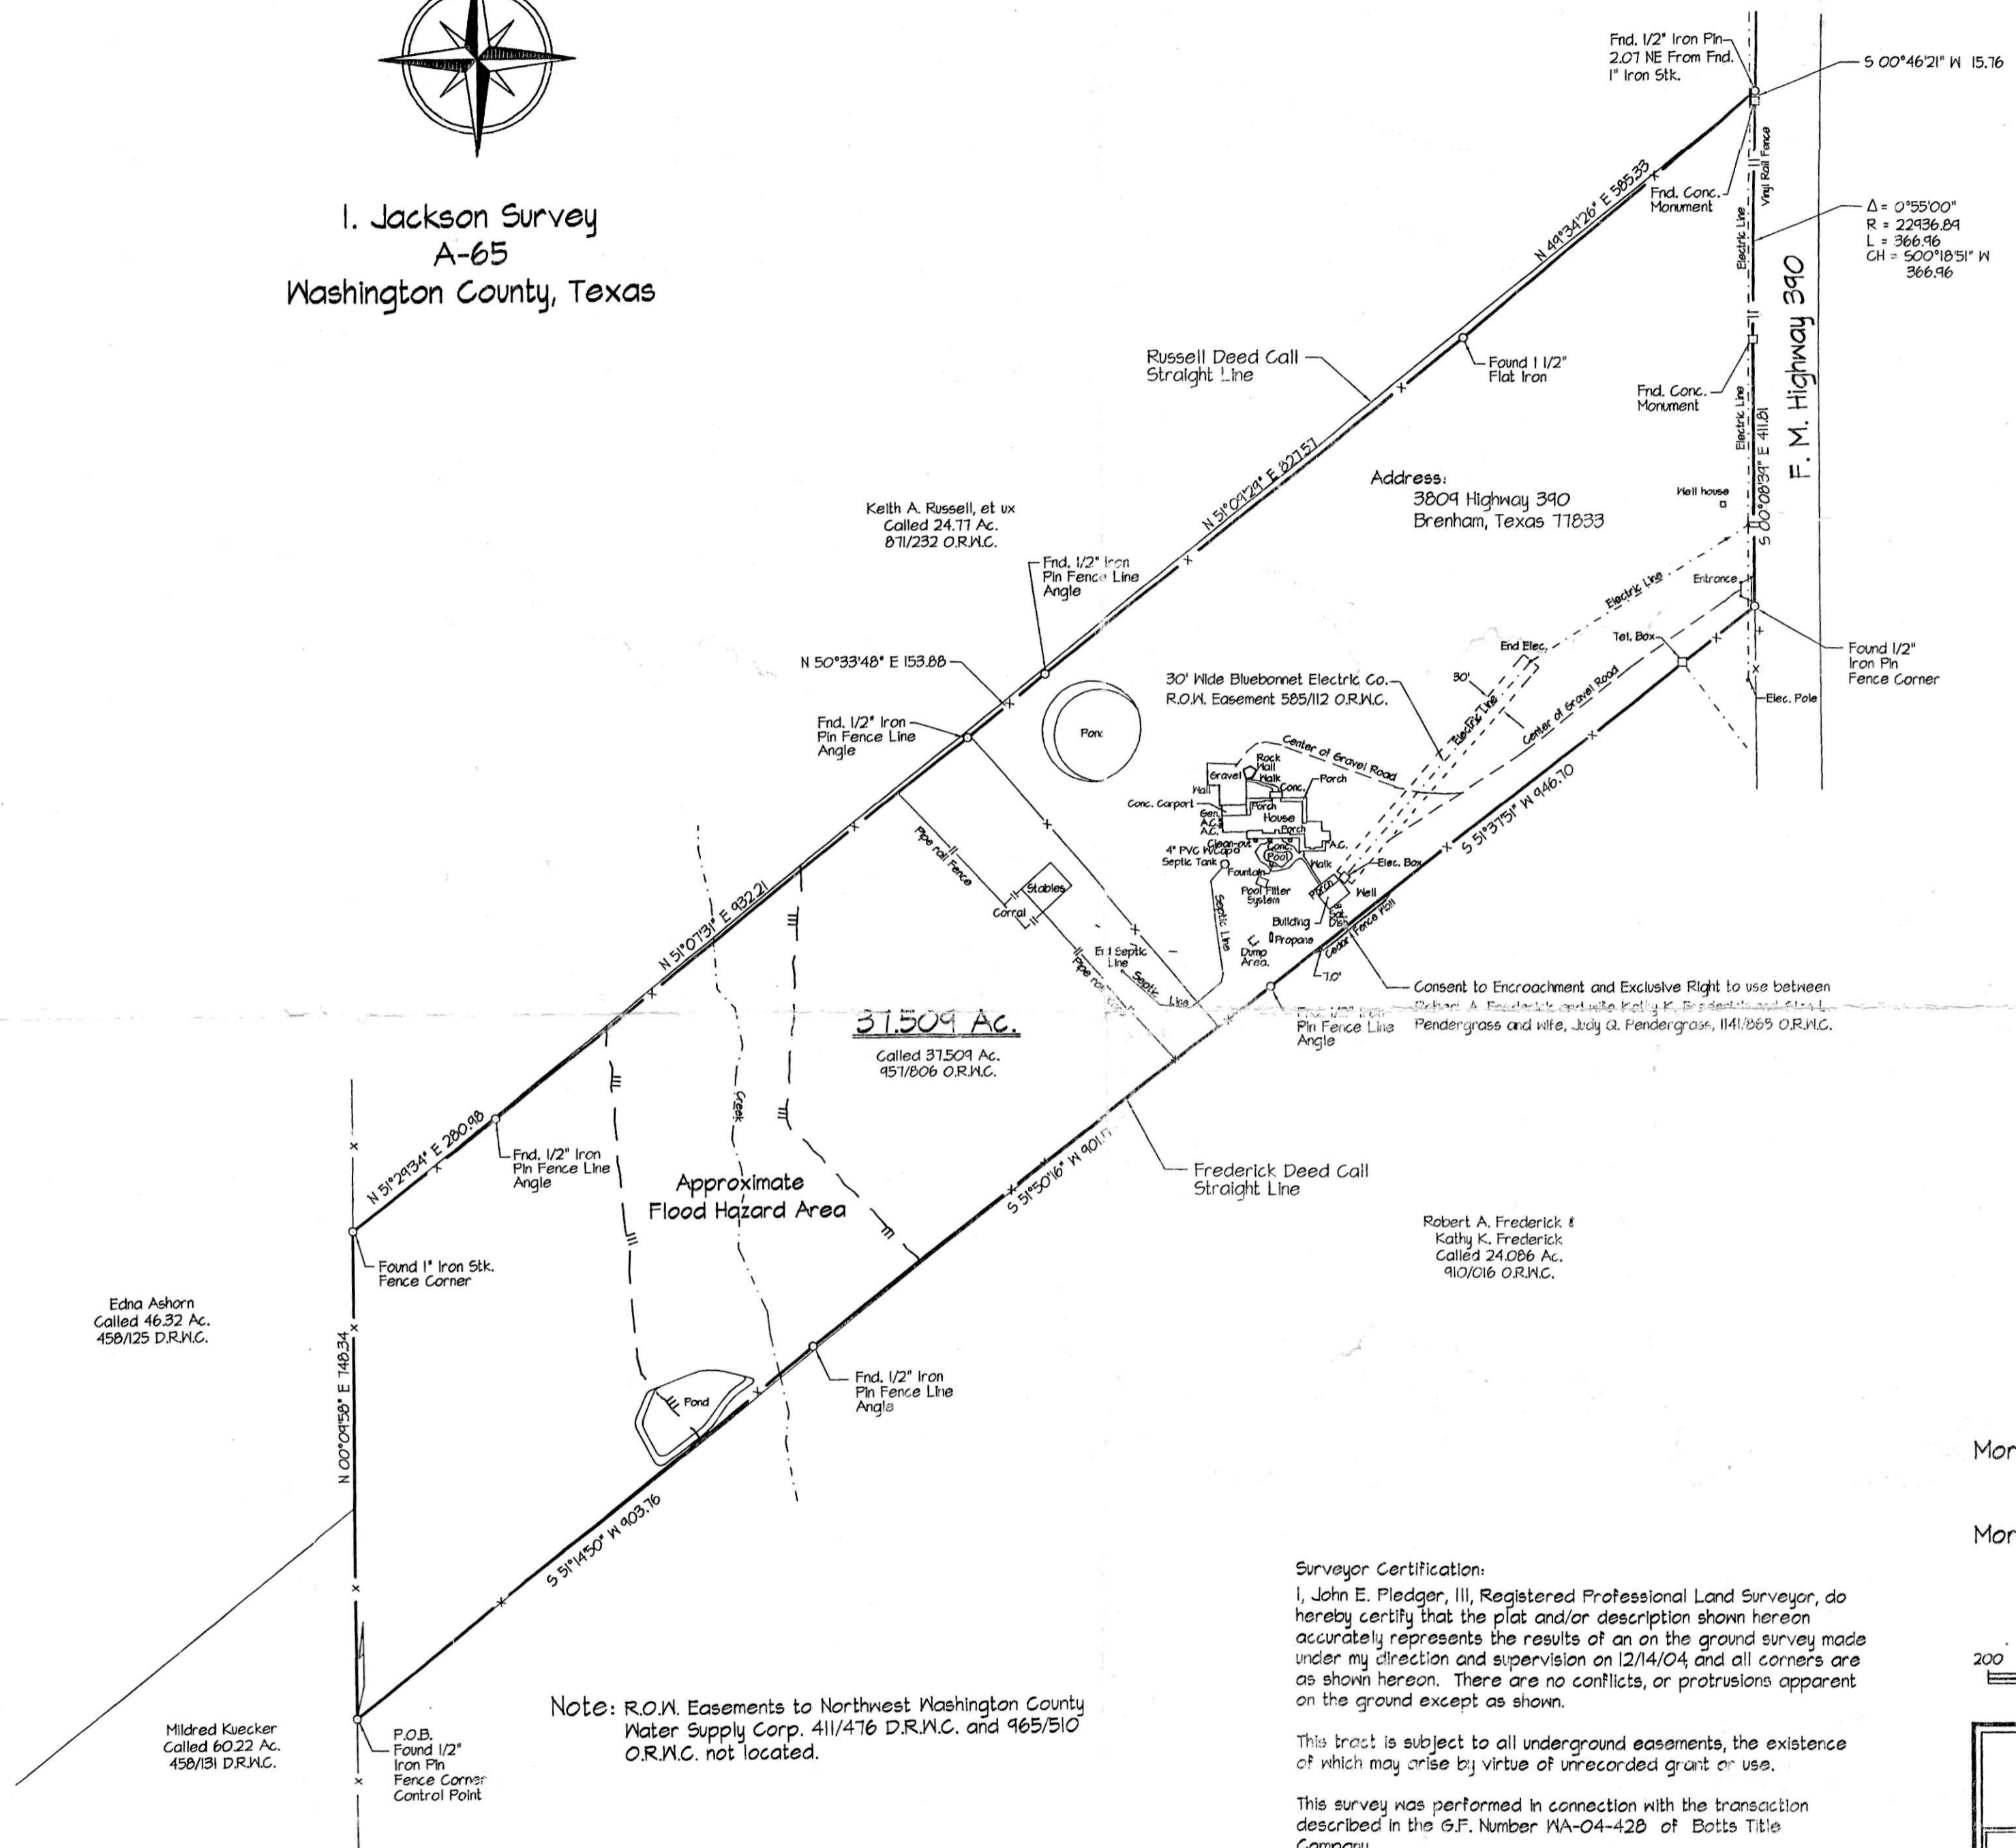 I. Jackson Survey
A-65
Washington County, Texas
Fnd. 1/2" Iron Pin
2.07 NE From Fnd.
1" Iron Stk.
S 00°46'21" W 15.76
Vinyl Rail Fence
N 49°34'26" E 585.33
Fnd. Conc.
Monument
Electric Line
Δ = 0°55'00"
R = 22936.89
L = 366.96
CH = S00°18'51" W
366.96
F. M. Highway 390
Russell Deed Call
Straight Line
Found 1 1/2"
Flat Iron
Fnd. Conc.
Monument
Electric Line
S 00°08'39" E 411.81
N 51°09'29" E 827.57
Address:
3809 Highway 390
Brenham, Texas 77833
Well house
Keith A. Russell, et ux
Called 24.77 Ac.
871/232 O.R.W.C.
Fnd. 1/2" Iron
Pin Fence Line
Angle
Electric Line
Entrance
Tel. Box
End Elec.
N 50°33'48" E 153.88
30' Wide Bluebonnet Electric Co.
R.O.W. Easement 585/112 O.R.W.C.
30'
Electric Line
Center of Gravel Road
Found 1/2"
Iron Pin
Fence Corner
Elec. Pole
Fnd. 1/2" Iron
Pin Fence Line
Angle
Center of Gravel Road
Rock
Wall
Gravel
Walk
Porch
Wall
Conc.
Conc. Carport
Porch
Gen.
House
A.C.
A.C.
Porch
Clean-out
Conc.
A.C.
4" PVC W/Cap
Septic Tank
Pool
Walk
Elec. Box
Fountain
Pool Filter
System
Porch
Well
Building
Cedar Fence Rail
Septic Line
Propane
Dump
Area.
7.0'
S 51°37'51" W 946.70
Pipe rail Fence
Stables
Corral
Septic
Line
Septic
Line
N 51°07'31" E 932.21
Consent to Encroachment and Exclusive Right to use between
Pendergrass and wife, Judy Q. Pendergrass, 1141/865 O.R.W.C.
Pin Fence Line
Angle
37.509 Ac.
Called 37.509 Ac.
957/806 O.R.W.C.
Creek
N 51°29'34" E 280.98
Fnd. 1/2" Iron
Pin Fence Line
Angle
Approximate
Flood Hazard Area
S 51°50'16" W
Frederick Deed Call
Straight Line
Robert A. Frederick &
Kathy K. Frederick
Called 24.086 Ac.
910/016 O.R.W.C.
Found 1" Iron Stk.
Fence Corner
Edna Ashorn
Called 46.32 Ac.
458/125 D.R.W.C.
N 00°09'58" E 748.34
Fnd. 1/2" Iron
Pin Fence Line
Angle
Pond
S 51°14'50" W 903.76
Mildred Kuecker
Called 60.22 Ac.
458/131 D.R.W.C.
P.O.B.
Found 1/2"
Iron Pin
Fence Corner
Control Point
Note: R.O.W. Easements to Northwest Washington County
Water Supply Corp. 411/476 D.R.W.C. and 965/510
O.R.W.C. not located.
Surveyor Certification:
I, John E. Pledger, III, Registered Professional Land Surveyor, do
hereby certify that the plat and/or description shown hereon
accurately represents the results of an on the ground survey made
under my direction and supervision on 12/14/04, and all corners are
as shown hereon. There are no conflicts, or protrusions apparent
on the ground except as shown.
This tract is subject to all underground easements, the existence
of which may arise by virtue of unrecorded grant or use.
This survey was performed in connection with the transaction
described in the G.F. Number WA-04-428 of Botts Title
Company
200